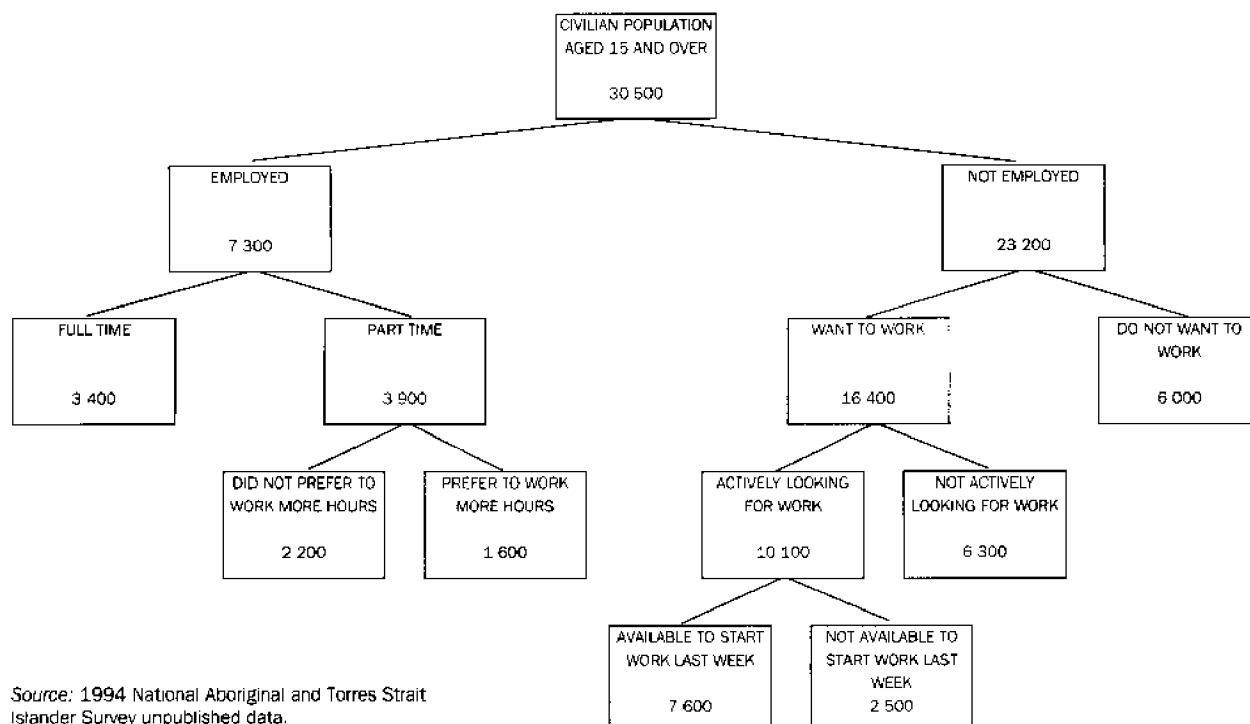 CIVILIAN POPULATION
AGED 15 AND OVER
30 500
EMPLOYED
7 300
NOT EMPLOYED
23 200
FULL TIME
3 400
PART TIME
3 900
WANT TO WORK
16 400
DO NOT WANT TO
WORK
6 000
DID NOT PREFER TO
WORK MORE HOURS
2 200
PREFER TO WORK
MORE HOURS
1 600
ACTIVELY LOOKING
FOR WORK
10 100
NOT ACTIVELY
LOOKING FOR WORK
6 300
AVAILABLE TO START
WORK LAST WEEK
7 600
NOT AVAILABLE TO
START WORK LAST
WEEK
2 500
Source: 1994 National Aboriginal and Torres Strait
Islander Survey unpublished data.